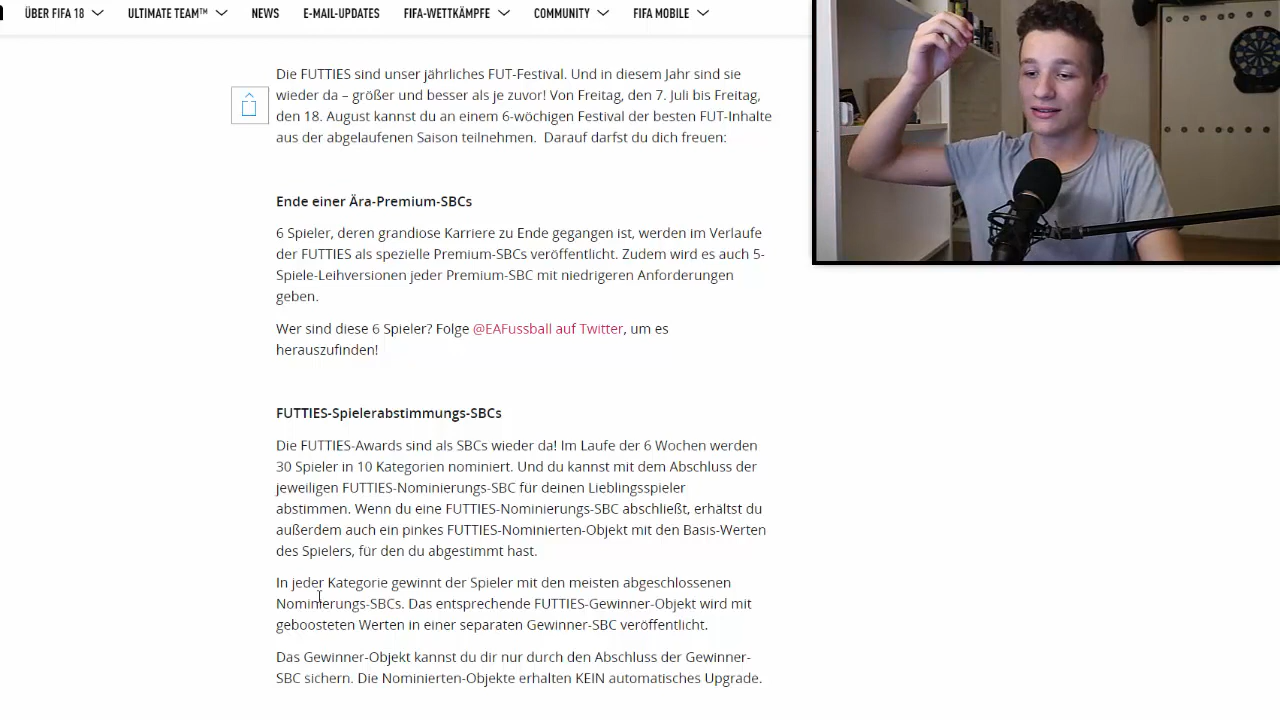 ÜBER FIFA 18 ULTIMATE TEAM™ NEWS E-MAIL-UPDATES FIFA-WETTKÄMPFE COMMUNITY FIFA MOBILE
Die FUTTIES sind unser jährliches FUT-Festival. Und in diesem Jahr sind sie
wieder da – größer und besser als je zuvor! Von Freitag, den 7. Juli bis Freitag,
den 18. August kannst du an einem 6-wöchigen Festival der besten FUT-Inhalte
aus der abgelaufenen Saison teilnehmen. Darauf darfst du dich freuen:
Ende einer Ära-Premium-SBCs
6 Spieler, deren grandiose Karriere zu Ende gegangen ist, werden im Verlaufe
der FUTTIES als spezielle Premium-SBCs veröffentlicht. Zudem wird es auch 5-
Spiele-Leihversionen jeder Premium-SBC mit niedrigeren Anforderungen
geben.
Wer sind diese 6 Spieler? Folge @EAFussball auf Twitter, um es
herauszufinden!
FUTTIES-Spielerabstimmungs-SBCs
Die FUTTIES-Awards sind als SBCs wieder da! Im Laufe der 6 Wochen werden
30 Spieler in 10 Kategorien nominiert. Und du kannst mit dem Abschluss der
jeweiligen FUTTIES-Nominierungs-SBC für deinen Lieblingsspieler
abstimmen. Wenn du eine FUTTIES-Nominierungs-SBC abschließt, erhältst du
außerdem auch ein pinkes FUTTIES-Nominierten-Objekt mit den Basis-Werten
des Spielers, für den du abgestimmt hast.
In jeder Kategorie gewinnt der Spieler mit den meisten abgeschlossenen
Nominierungs-SBCs. Das entsprechende FUTTIES-Gewinner-Objekt wird mit
geboosteten Werten in einer separaten Gewinner-SBC veröffentlicht.
Das Gewinner-Objekt kannst du dir nur durch den Abschluss der Gewinner-
SBC sichern. Die Nominierten-Objekte erhalten KEIN automatisches Upgrade.